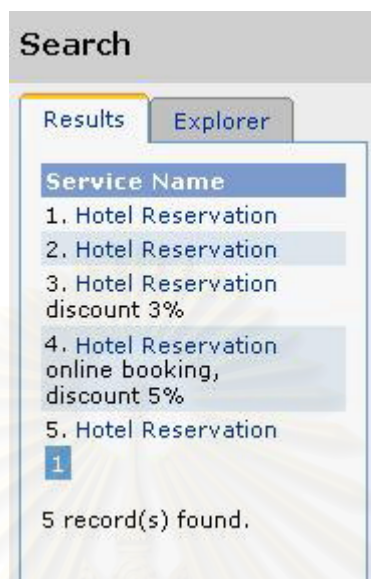 Search
Results Explorer
Service Name
1. Hotel Reservation
2. Hotel Reservation
3. Hotel Reservation
discount 3%
4. Hotel Reservation
online booking,
discount 5%
5. Hotel Reservation
1
5 record(s) found.